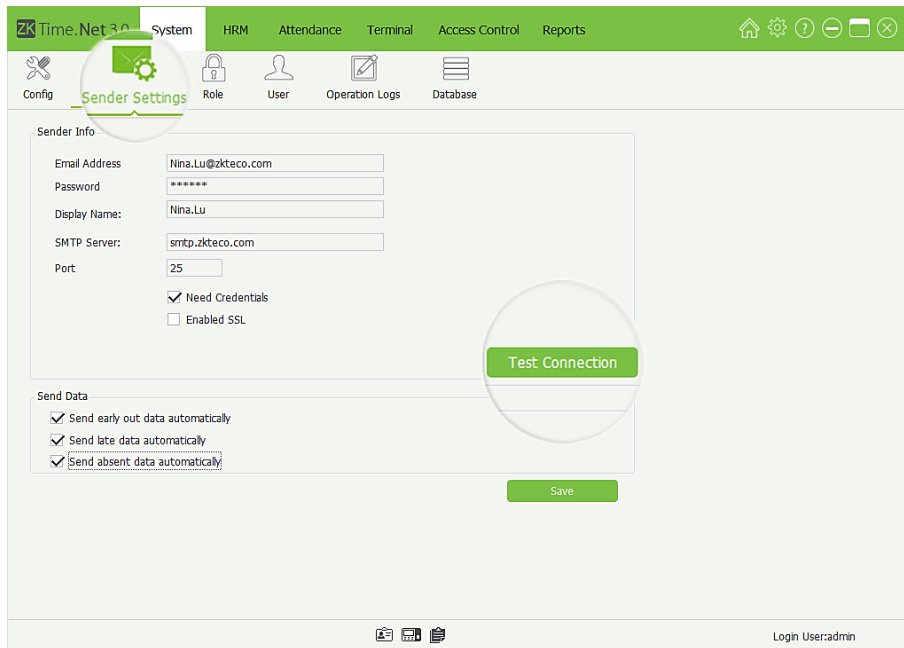 ZK Time.Net 3.0 System HRM Attendance Terminal Access Control Reports
Config Sender Settings Role User Operation Logs Database
Sender Info
Email Address Nina.Lu@zkteco.com
Password ******
Display Name: Nina.Lu
SMTP Server: smtp.zkteco.com
Port 25
Need Credentials
Enabled SSL
Test Connection
Send Data
Send early out data automatically
Send late data automatically
Send absent data automatically
Save
Login User:admin